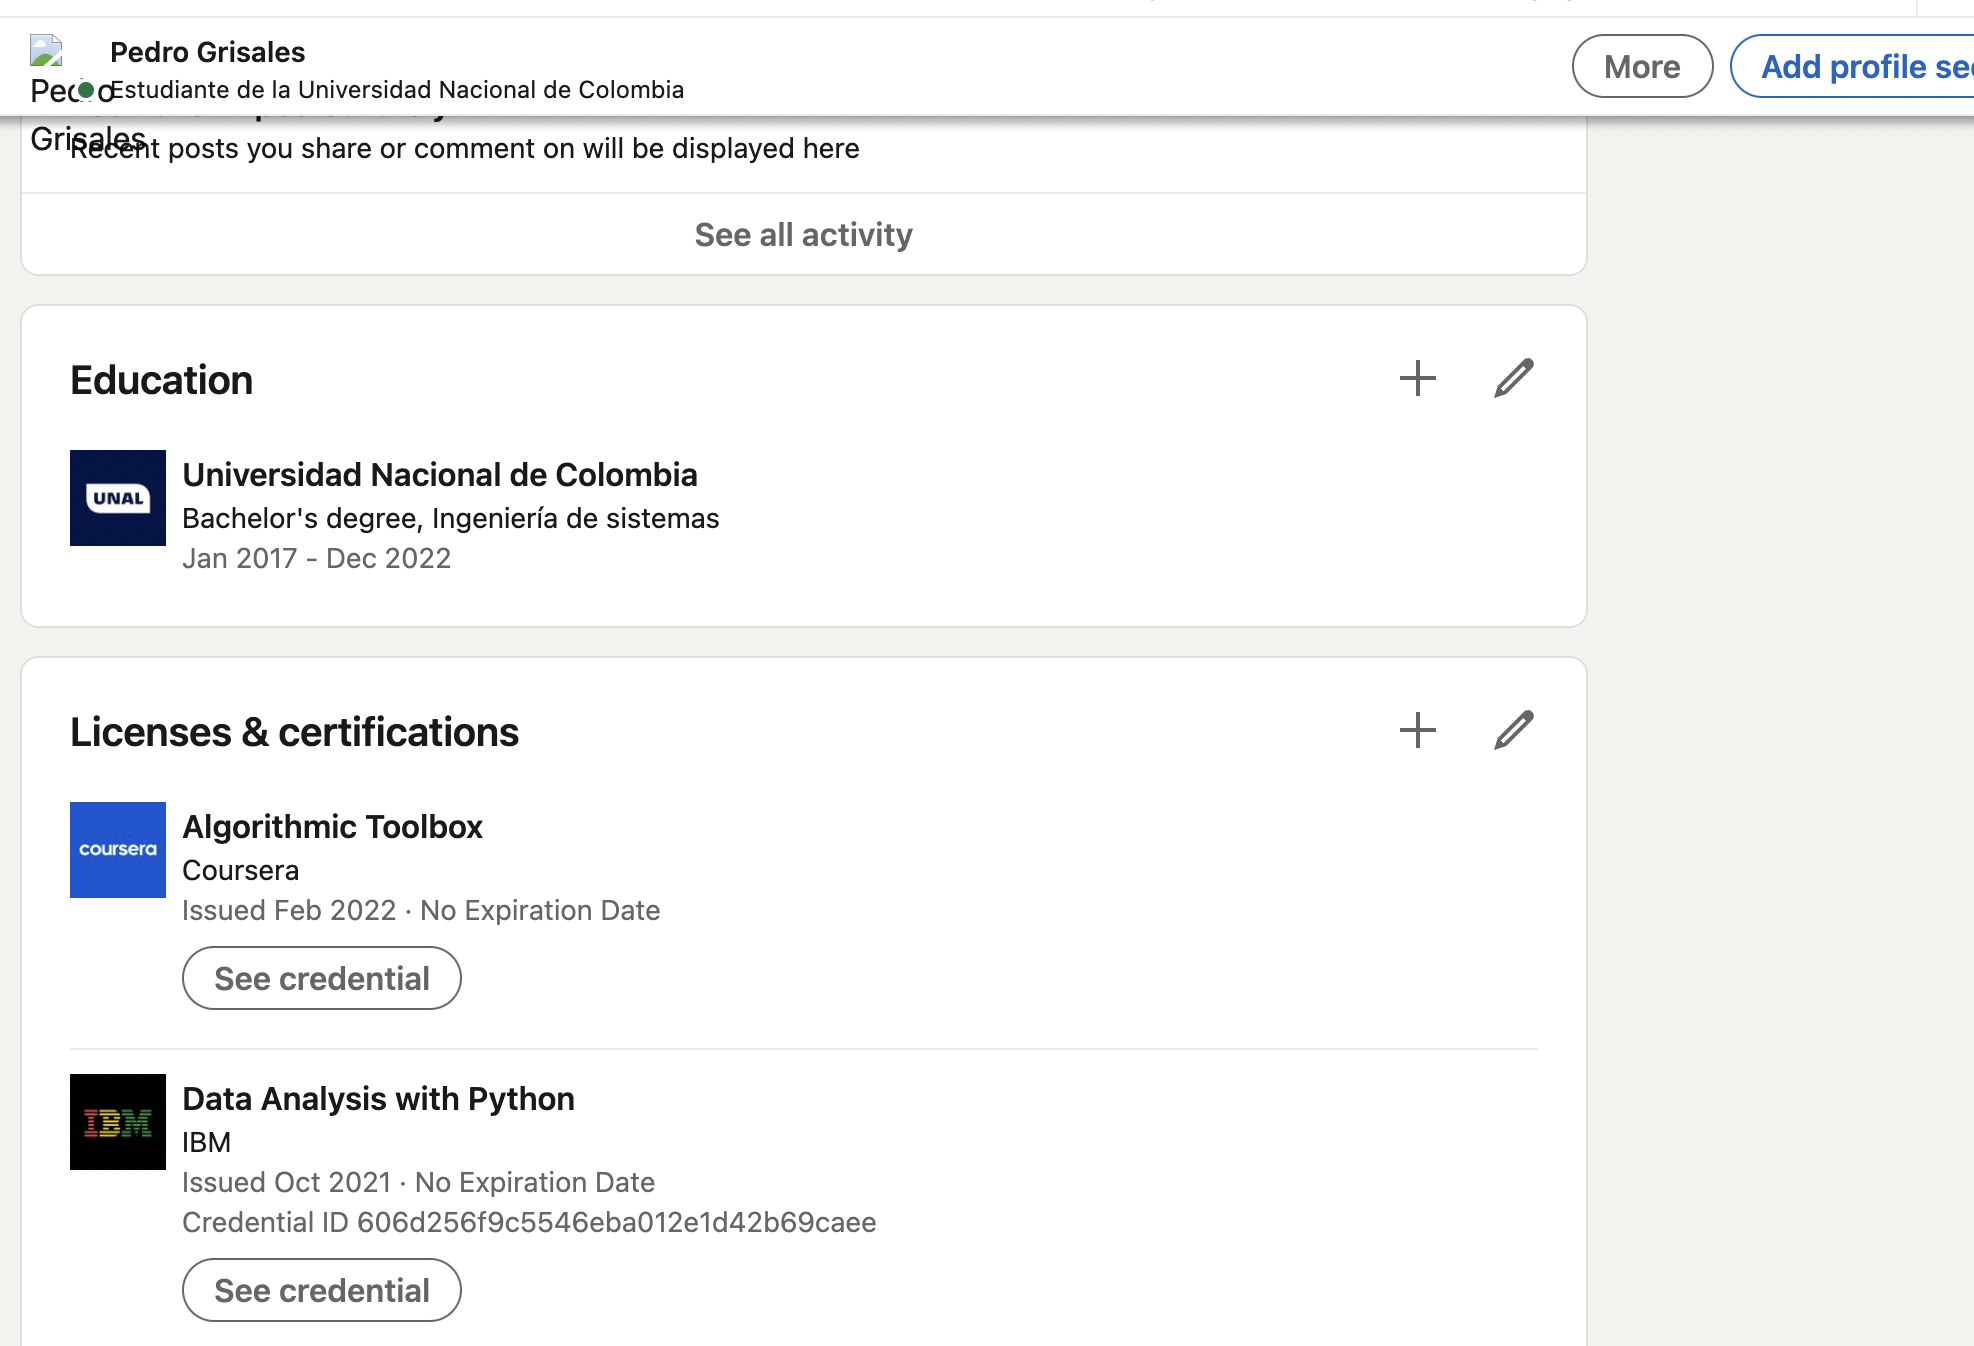 Pedro Grisales
Estudiante de la Universidad Nacional de Colombia
More
Add profile
Pedro
Grisales
Recent posts you share or comment on will be displayed here
See all activity
Education
UNAL
Universidad Nacional de Colombia
Bachelor's degree, Ingeniería de sistemas
Jan 2017 - Dec 2022
Licenses & certifications
coursera
Algorithmic Toolbox
Coursera
Issued Feb 2022 · No Expiration Date
See credential
IBM
Data Analysis with Python
IBM
Issued Oct 2021 · No Expiration Date
Credential ID 606d256f9c5546eba012e1d42b69caee
See credential